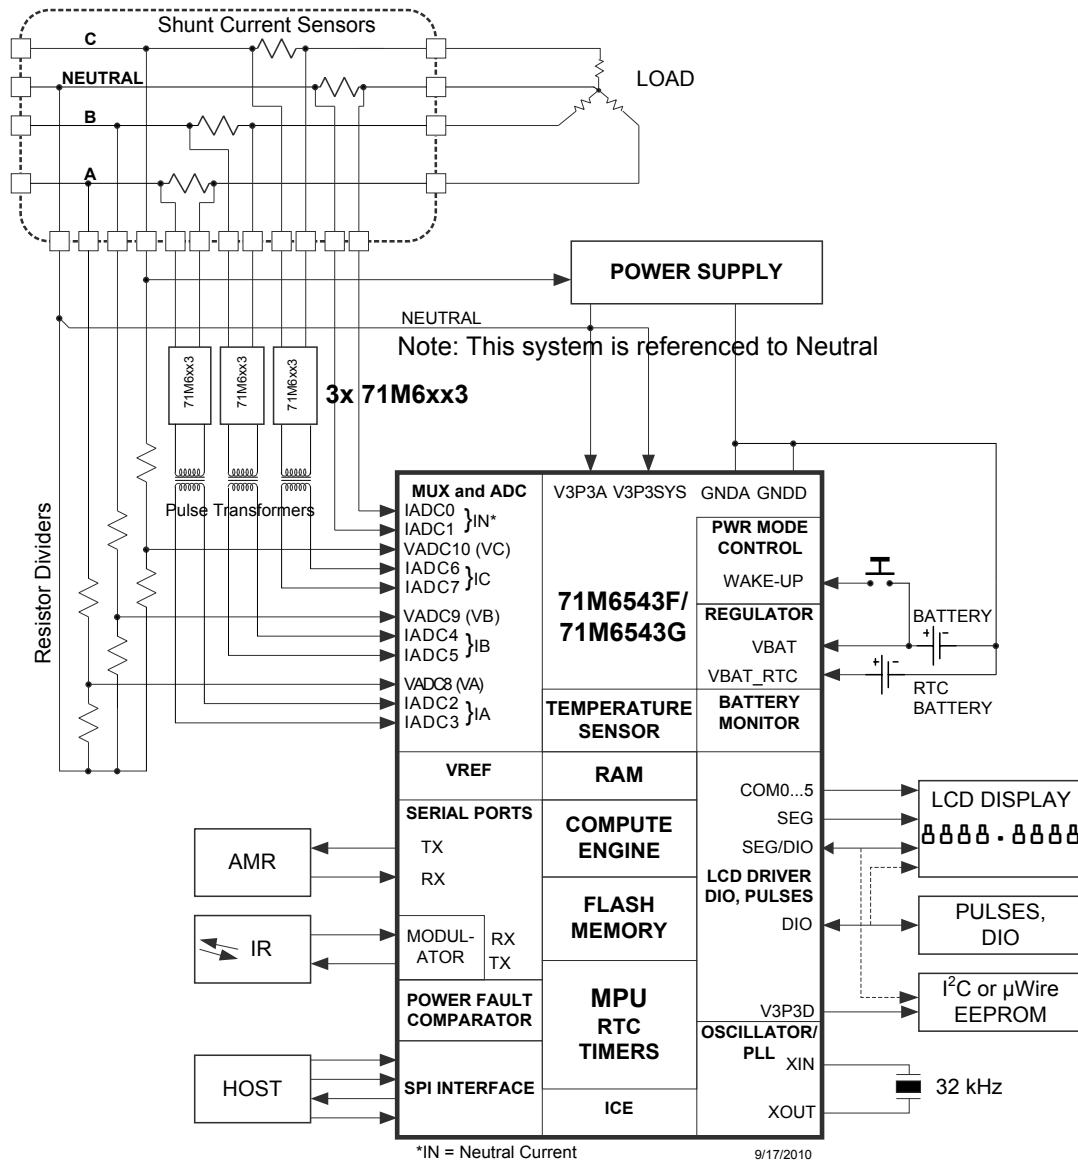 Shunt Current Sensors
C
NEUTRAL
LOAD
B
A
POWER SUPPLY
NEUTRAL
Note: This system is referenced to Neutral
71M6xx3
71M6xx3
71M6xx3
3x 71M6xx3
Pulse Transformers
Resistor Dividers
MUX and ADC
IADC0
IADC1
}IN*
VADC10 (VC)
IADC6
IADC7
}IC
VADC9 (VB)
IADC4
IADC5
}IB
VADC8 (VA)
IADC2
IADC3
}IA
V3P3A V3P3SYS GNDA GNDD
71M6543F/
71M6543G
PWR MODE
CONTROL
WAKE-UP
REGULATOR
VBAT
VBAT_RTC
BATTERY
+ -
+ -
RTC
BATTERY
TEMPERATURE
SENSOR
BATTERY
MONITOR
VREF
RAM
SERIAL PORTS
TX
RX
COMPUTE
ENGINE
COM0...5
SEG
SEG/DIO
LCD DRIVER
DIO, PULSES
DIO
V3P3D
LCD DISPLAY
8888.8888
PULSES,
DIO
I2C or µWire
EEPROM
AMR
IR
MODUL-
ATOR
RX
TX
FLASH
MEMORY
POWER FAULT
COMPARATOR
MPU
RTC
TIMERS
OSCILLATOR/
PLL
XIN
XOUT
32 kHz
HOST
SPI INTERFACE
ICE
*IN = Neutral Current
9/17/2010